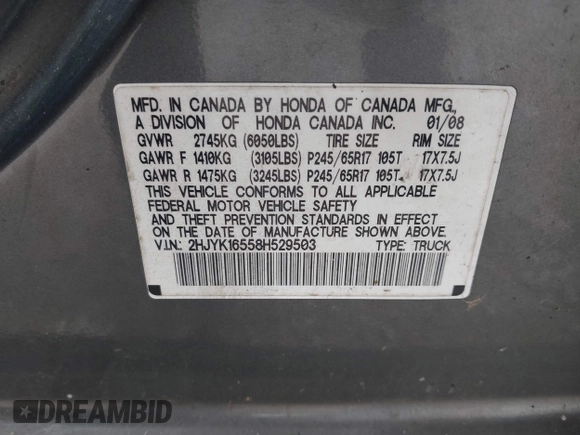 MFD. IN CANADA BY HONDA OF CANADA MFG.,
A DIVISION OF HONDA CANADA INC. 01/08
GVWR 2745KG (6050LBS) TIRE SIZE RIM SIZE
GAWR F 1410KG (3105LBS) P245/65R17 105T 17X7.5J
GAWR R 1475KG (3245LBS) P245/65R17 105T 17X7.5J
THIS VEHICLE CONFORMS TO ALL APPLICABLE
FEDERAL MOTOR VEHICLE SAFETY
AND THEFT PREVENTION STANDARDS IN EFFECT
ON THE DATE OF MANUFACTURE SHOWN ABOVE.
V.I.N.: 2HJYK16558H529503 TYPE: TRUCK
DREAMBID